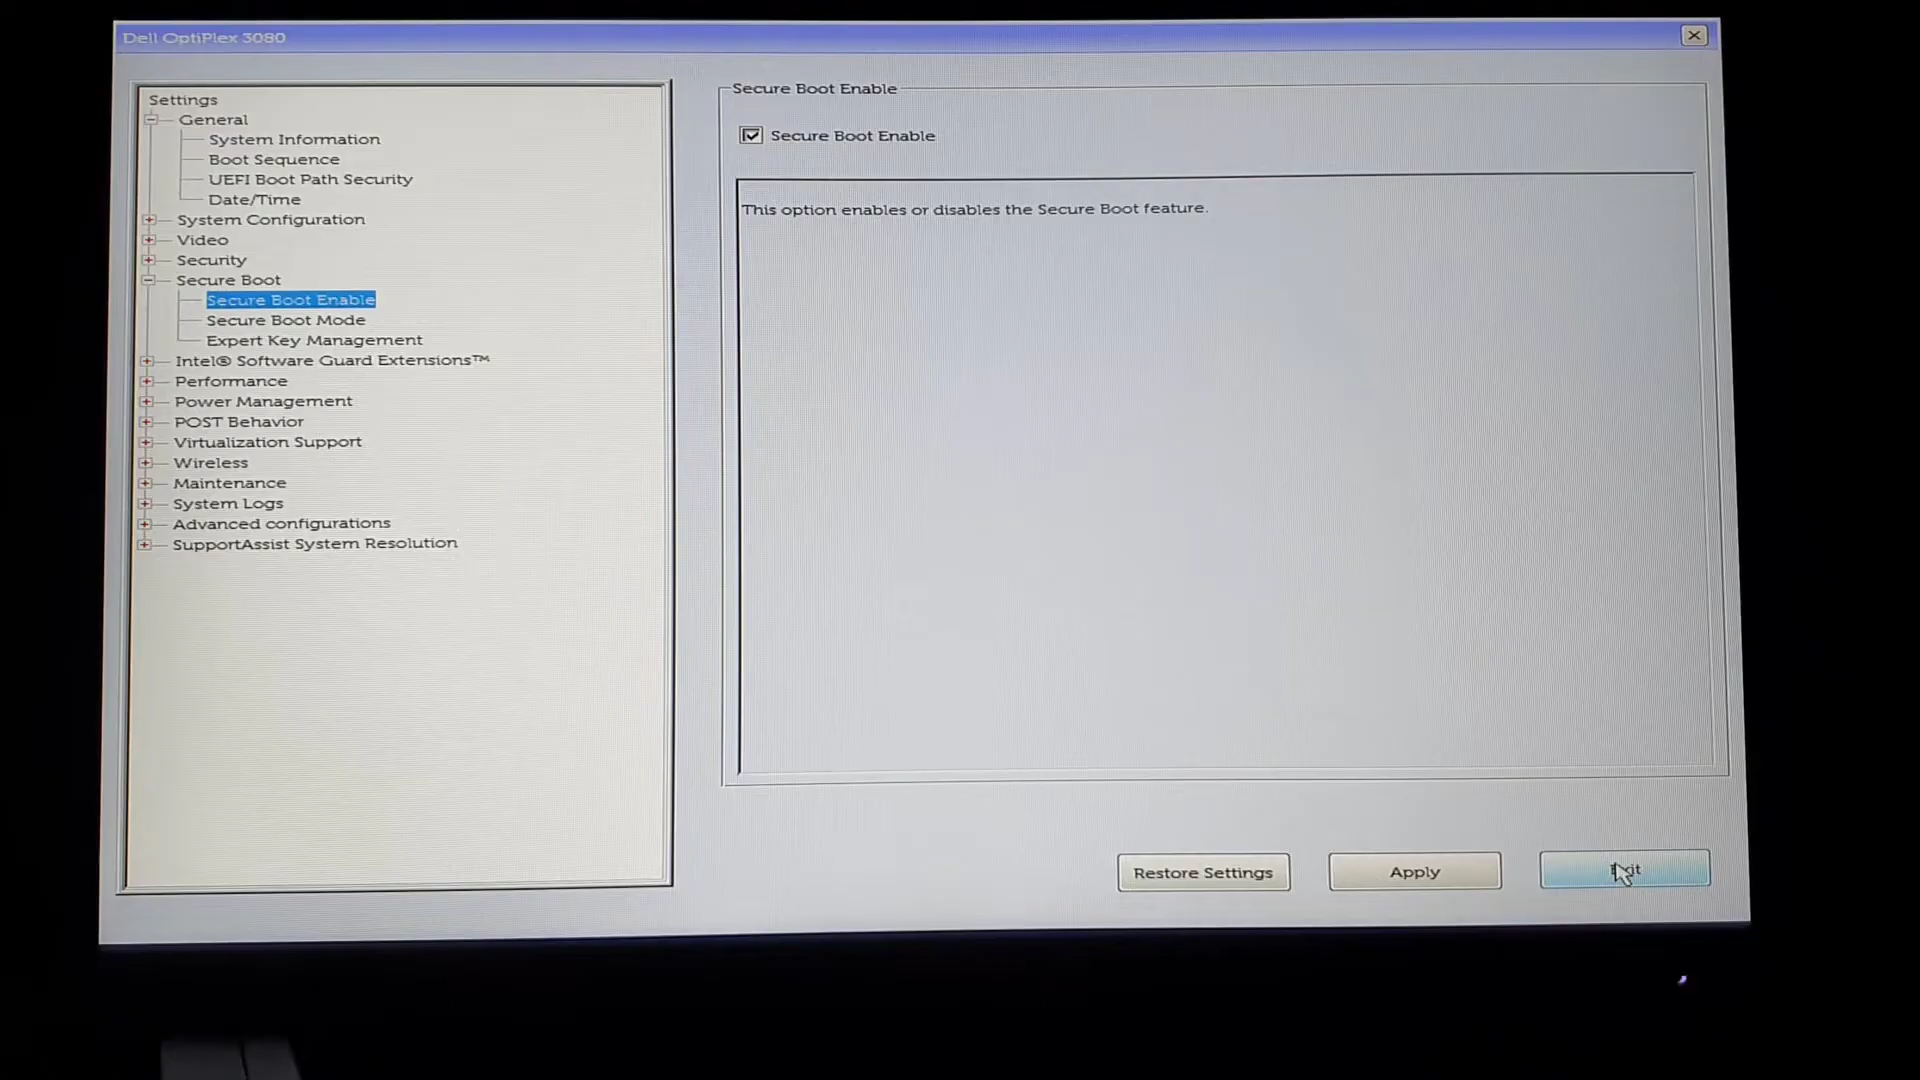 Dell OptiPlex 3080
Settings
General
System Information
Boot Sequence
UEFI Boot Path Security
Date/Time
System Configuration
Video
Security
Secure Boot
Secure Boot Enable
Secure Boot Mode
Expert Key Management
Intel® Software Guard Extensions™
Performance
Power Management
POST Behavior
Virtualization Support
Wireless
Maintenance
System Logs
Advanced configurations
SupportAssist System Resolution
Secure Boot Enable
Secure Boot Enable
This option enables or disables the Secure Boot feature.
Restore Settings
Apply
Exit